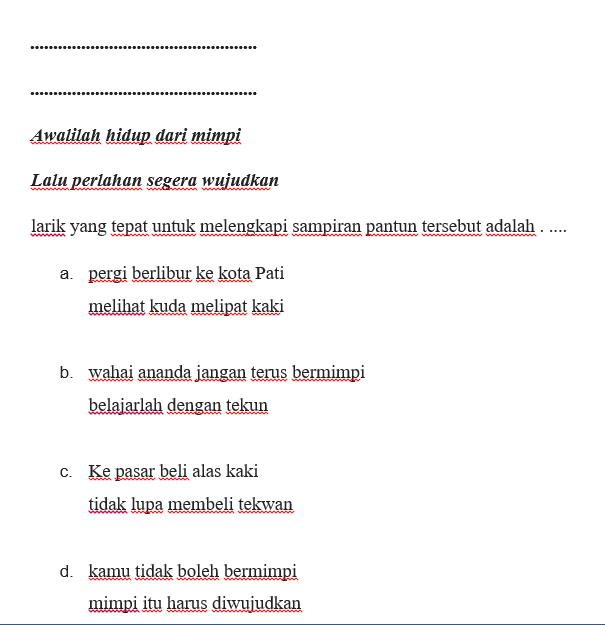 ................................................
................................................
Awalilah hidup dari mimpi
Lalu perlahan segera wujudkan
larik yang tepat untuk melengkapi sampiran pantun tersebut adalah . ....
a. pergi berlibur ke kota Pati
melihat kuda melipat kaki
b. wahai ananda jangan terus bermimpi
belajarlah dengan tekun
c. Ke pasar beli alas kaki
tidak lupa membeli tekwan
d. kamu tidak boleh bermimpi
mimpi itu harus diwujudkan